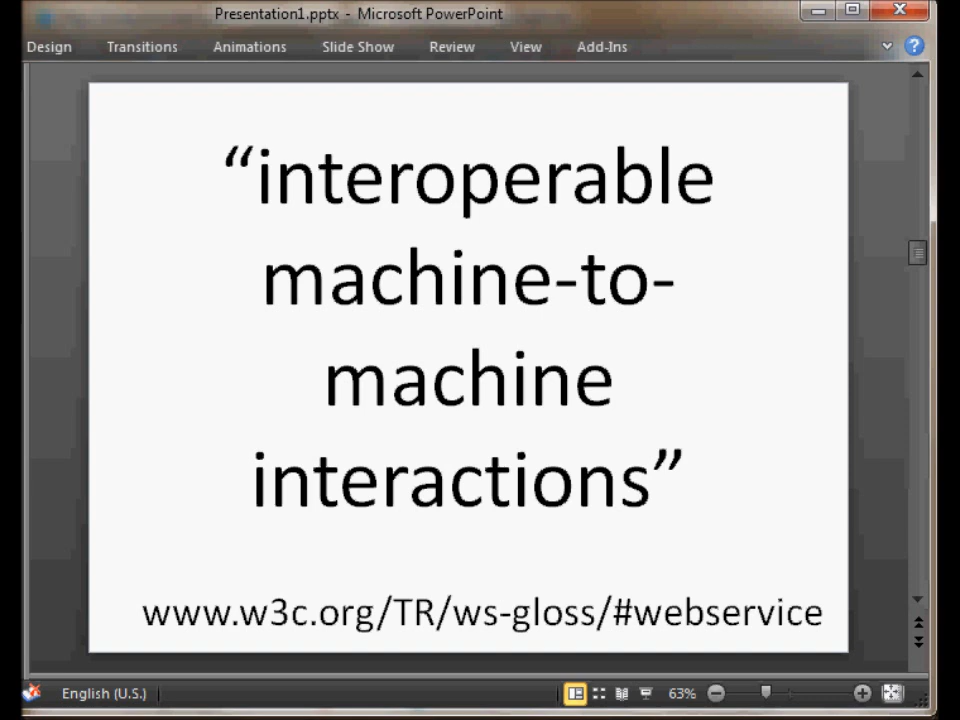 Presentation1.pptx - Microsoft PowerPoint
Design Transitions Animations Slide Show Review View Add-Ins
“interoperable
machine-to-
machine
interactions”
www.w3c.org/TR/ws-gloss/#webservice
English (U.S.) 63%